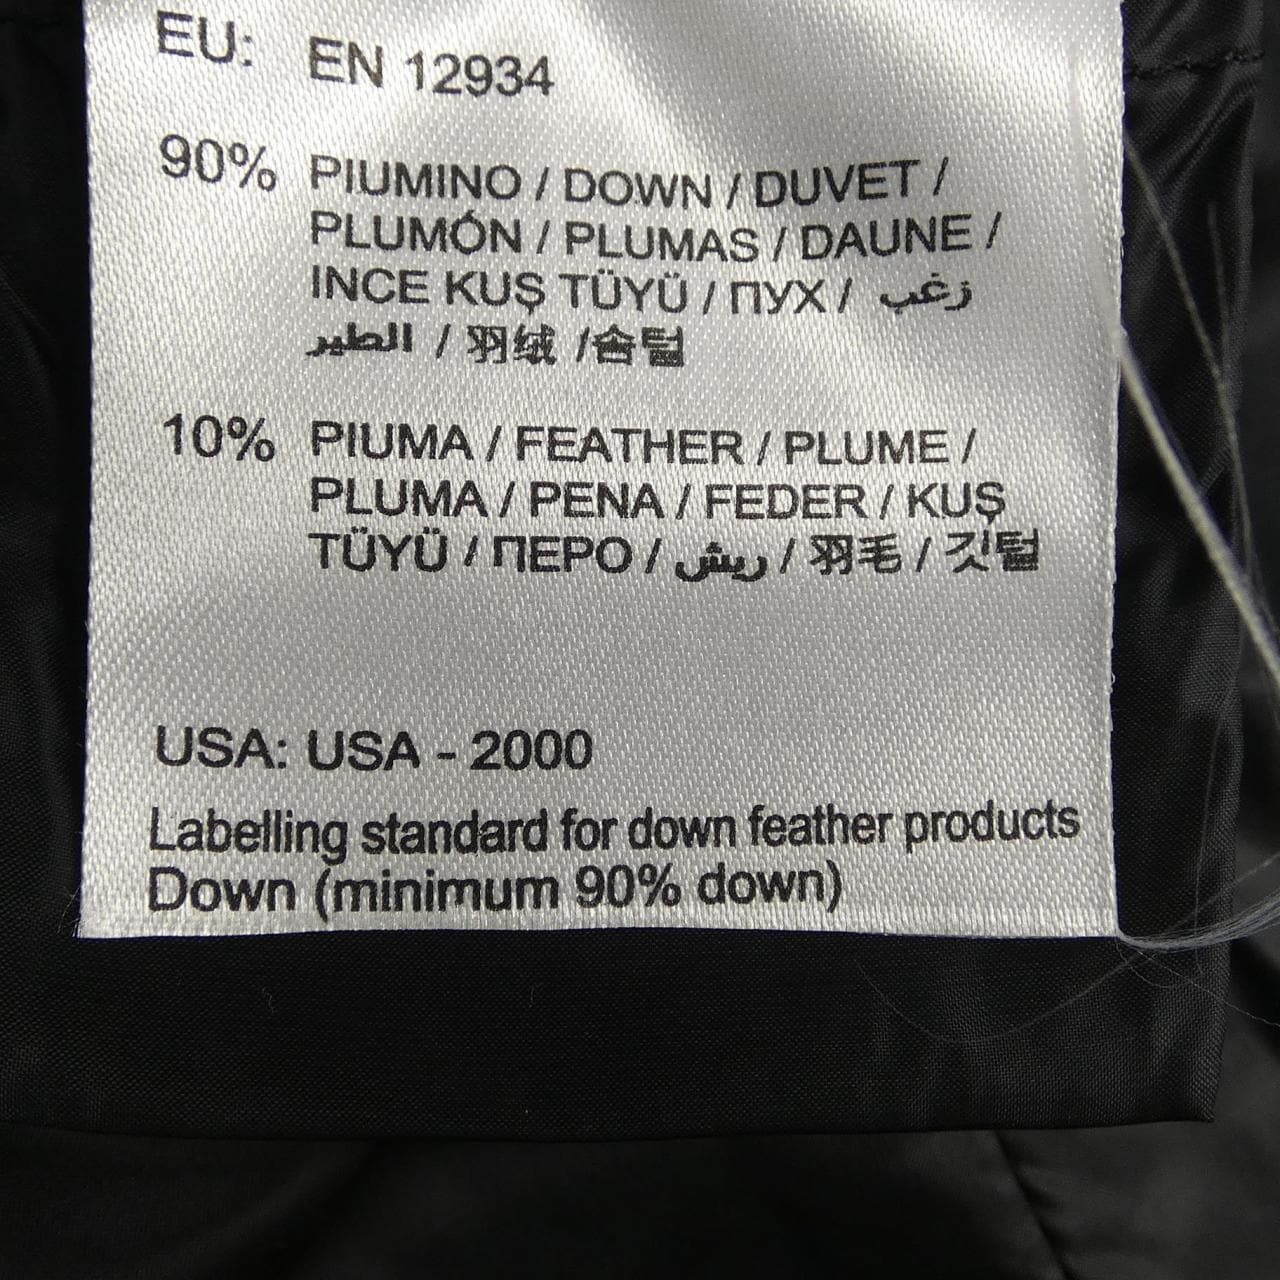 EU: EN 12934
90% PIUMINO / DOWN / DUVET /
PLUMÓN / PLUMAS / DAUNE /
INCE KUŞ TÜYÜ / ПУХ / زغب
الطير / 羽绒 /솜털
10% PIUMA / FEATHER / PLUME /
PLUMA / PENA / FEDER / KUŞ
TÜYÜ / ПЕРО / ريش / 羽毛 / 깃털
USA: USA - 2000
Labelling standard for down feather products
Down (minimum 90% down)